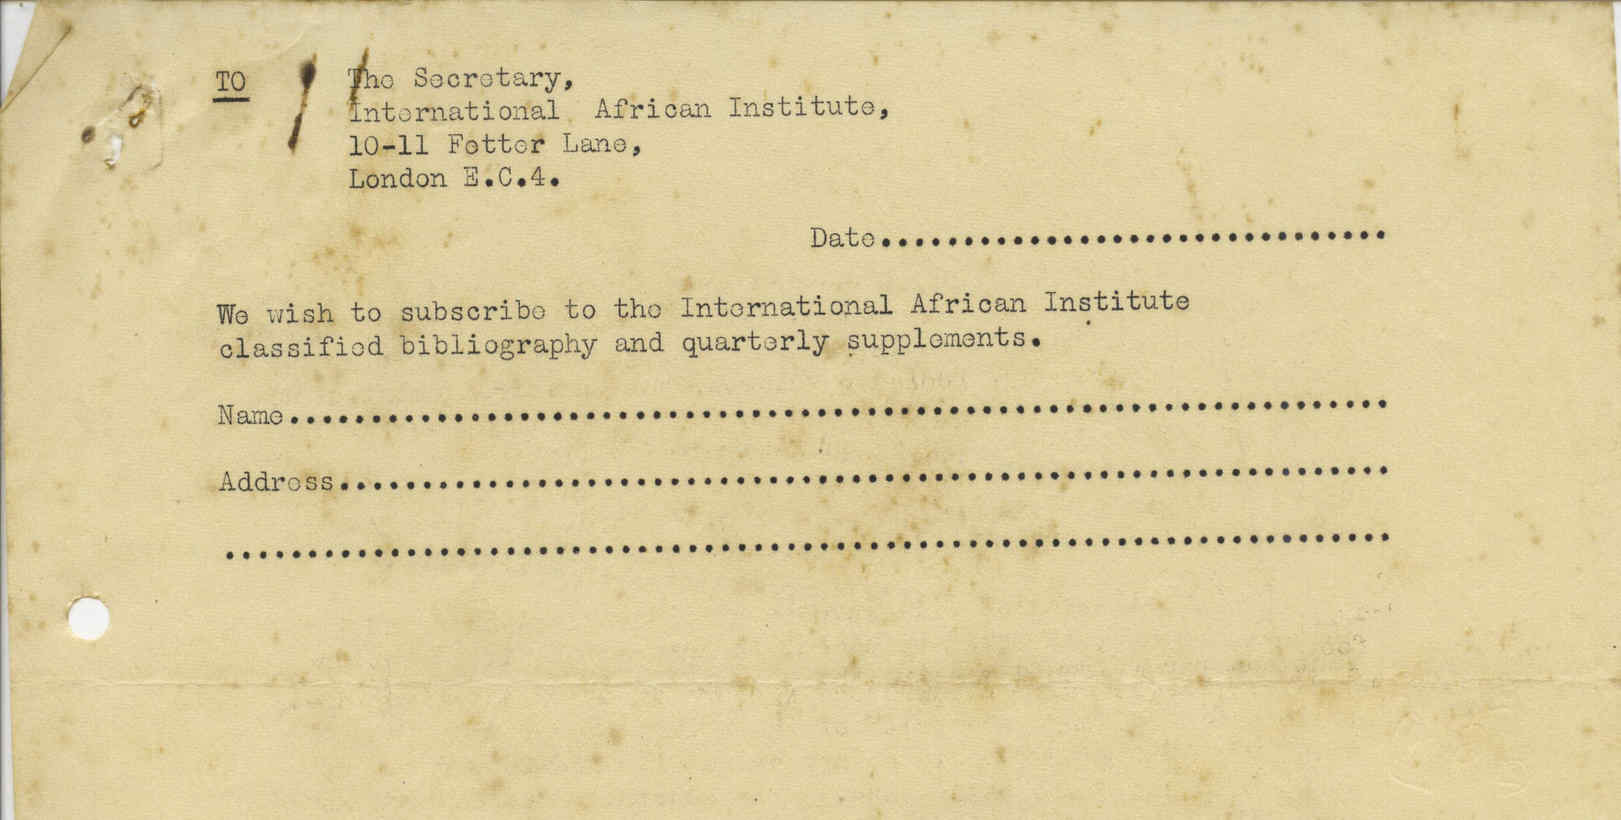 TO The Secretary,
International African Institute,
10-11 Fetter Lane,
London E.C.4.
Date...............................
We wish to subscribe to the International African Institute
classified bibliography and quarterly supplements.
Name...................................................................
Address................................................................
.......................................................................